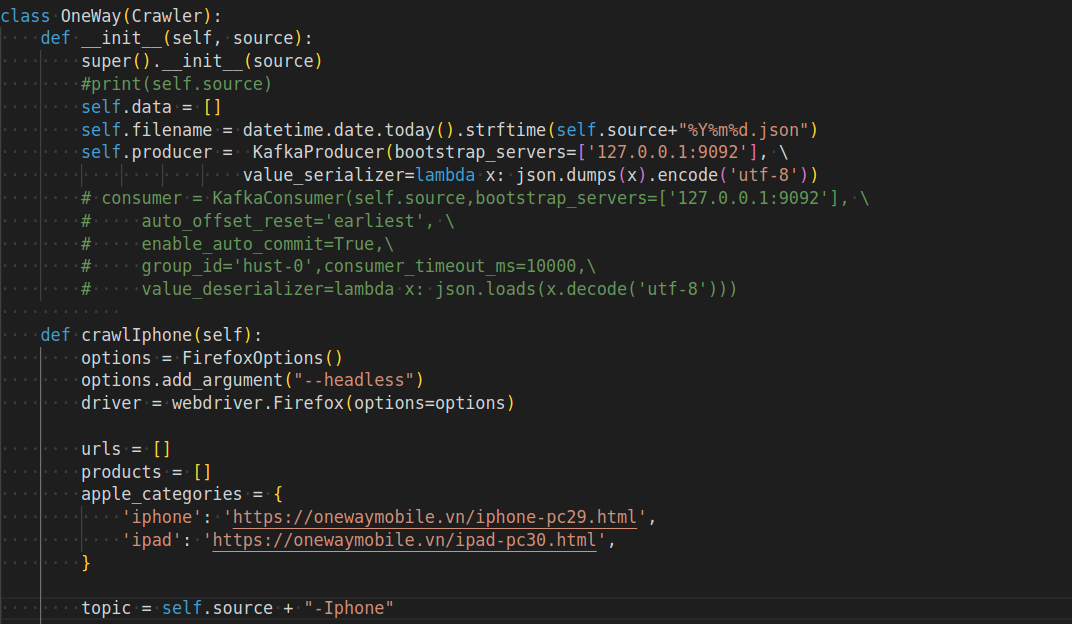 class OneWay(Crawler):
    def __init__(self, source):
        super().__init__(source)
        #print(self.source)
        self.data = []
        self.filename = datetime.date.today().strftime(self.source+"%Y%m%d.json")
        self.producer =  KafkaProducer(bootstrap_servers=['127.0.0.1:9092'], \
                        value_serializer=lambda x: json.dumps(x).encode('utf-8'))
        # consumer = KafkaConsumer(self.source,bootstrap_servers=['127.0.0.1:9092'], \
        #     auto_offset_reset='earliest', \
        #     enable_auto_commit=True,\
        #     group_id='hust-0',consumer_timeout_ms=10000,\
        #     value_deserializer=lambda x: json.loads(x.decode('utf-8')))

    def crawlIphone(self):
        options = FirefoxOptions()
        options.add_argument("--headless")
        driver = webdriver.Firefox(options=options)

        urls = []
        products = []
        apple_categories = {
            'iphone': 'https://onewaymobile.vn/iphone-pc29.html',
            'ipad': 'https://onewaymobile.vn/ipad-pc30.html',
        }

        topic = self.source + "-Iphone"